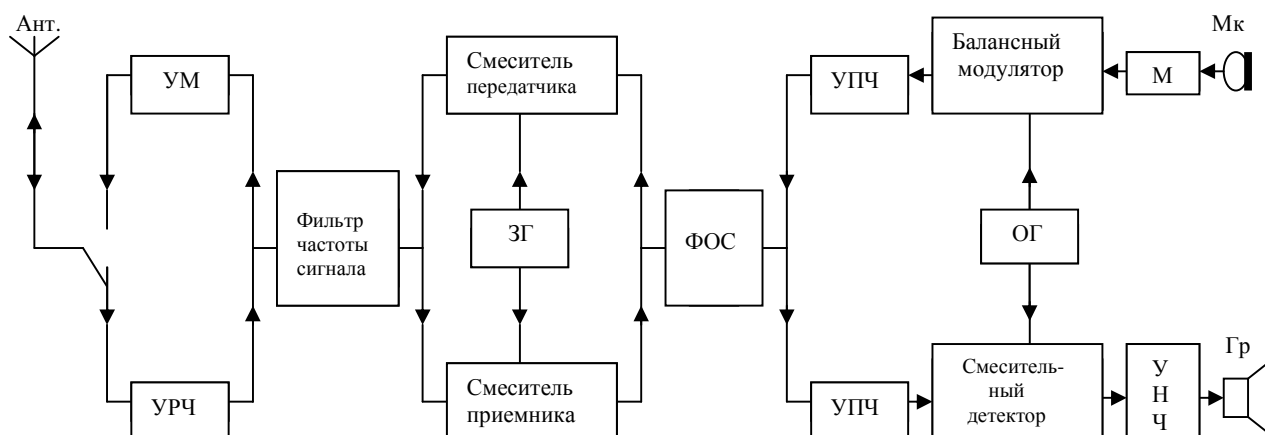 Ант.
УМ
Смеситель
передатчика
УПЧ
Балансный
модулятор
М
Мк
Фильтр
частоты
сигнала
ЗГ
ФОС
ОГ
УРЧ
Смеситель
приемника
УПЧ
Смеситель-
ный
детектор
У
Н
Ч
Гр